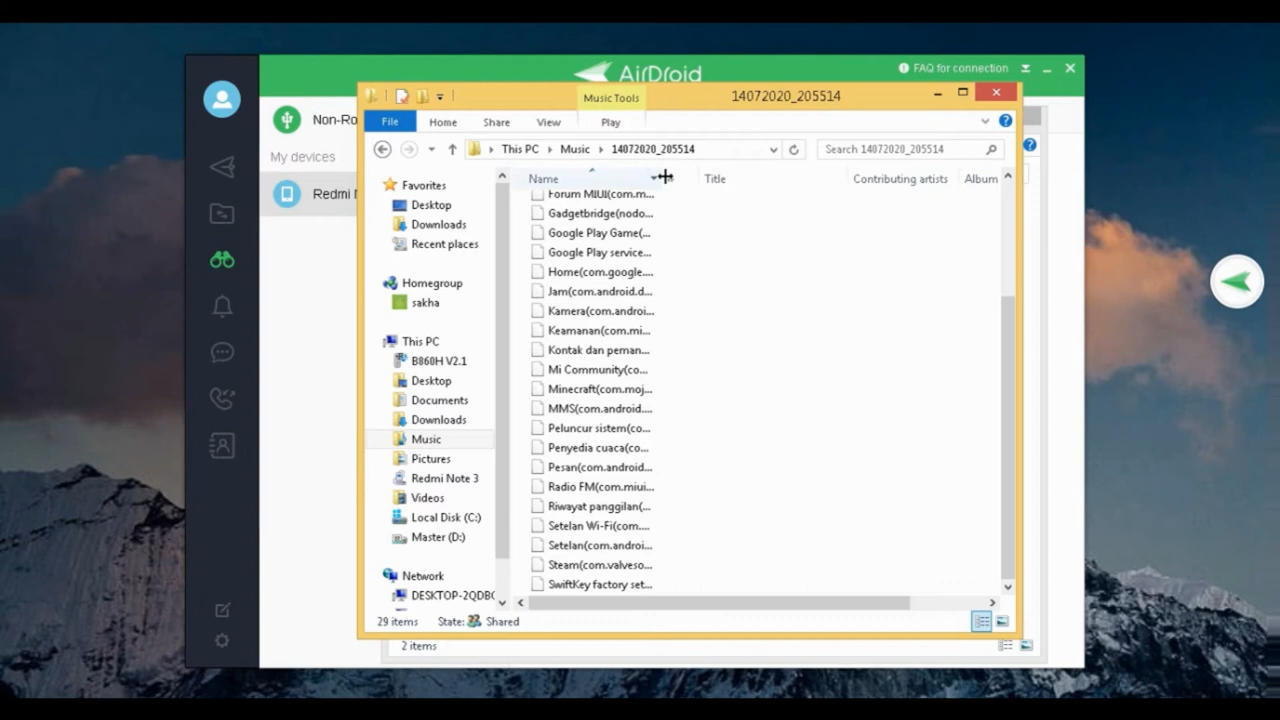 AirDroid
FAQ for connection
Non-Ro
My devices
Redmi N
Music Tools
14072020_205514
File
Home
Share
View
Play
This PC
Music
14072020_205514
Search 14072020_205514
Name
Title
Contributing artists
Album
Favorites
Desktop
Downloads
Recent places
Homegroup
sakha
This PC
B860H V2.1
Desktop
Documents
Downloads
Music
Pictures
Redmi Note 3
Videos
Local Disk (C:)
Master (D:)
Network
DESKTOP-2QDB
Forum MIUI(com.m...
Gadgetbridge(nodo...
Google Play Game(...
Google Play service...
Home(com.google....
Jam(com.android.d...
Kamera(com.androi...
Keamanan(com.mi...
Kontak dan peman...
Mi Community(co...
Minecraft(com.moj...
MMS(com.android....
Peluncur sistem(co...
Penyedia cuaca(co...
Pesan(com.android...
Radio FM(com.miui...
Riwayat panggilan(...
Setelan Wi-Fi(com....
Setelan(com.androi...
Steam(com.valveso...
SwiftKey factory set...
29 items
State:
Shared
2 items